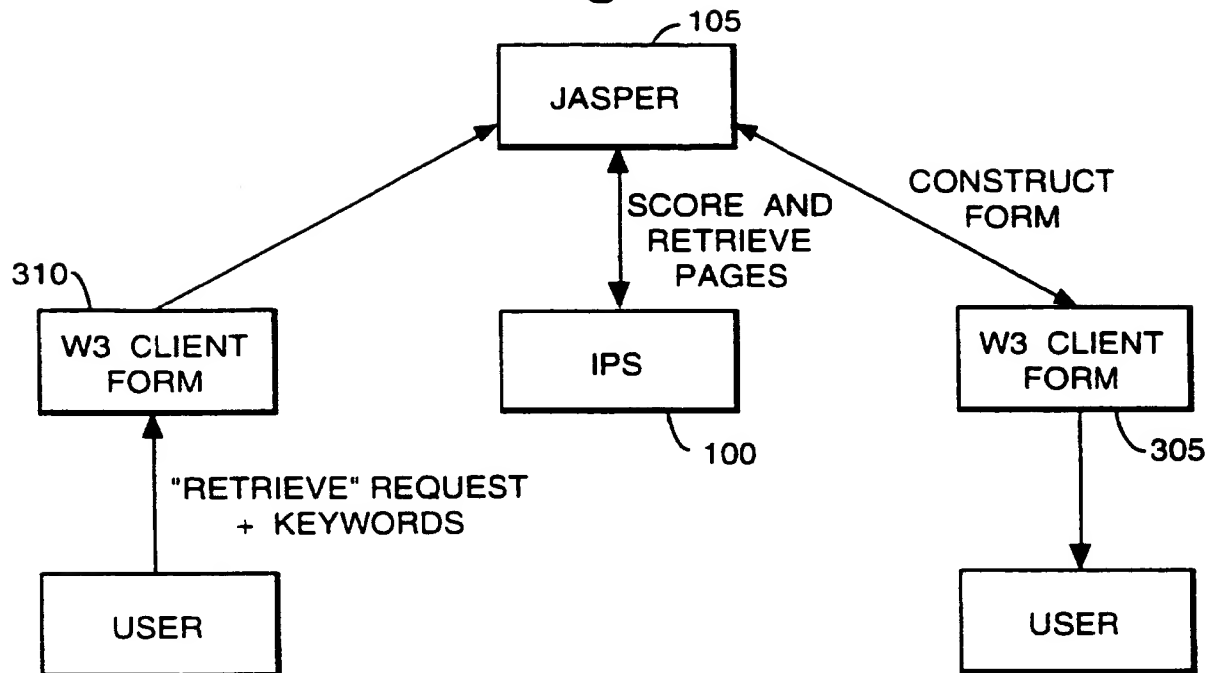 105
JASPER
CONSTRUCT
FORM
SCORE AND
RETRIEVE
PAGES
310
W3 CLIENT
FORM
IPS
W3 CLIENT
FORM
100
305
"RETRIEVE" REQUEST
+ KEYWORDS
USER
USER